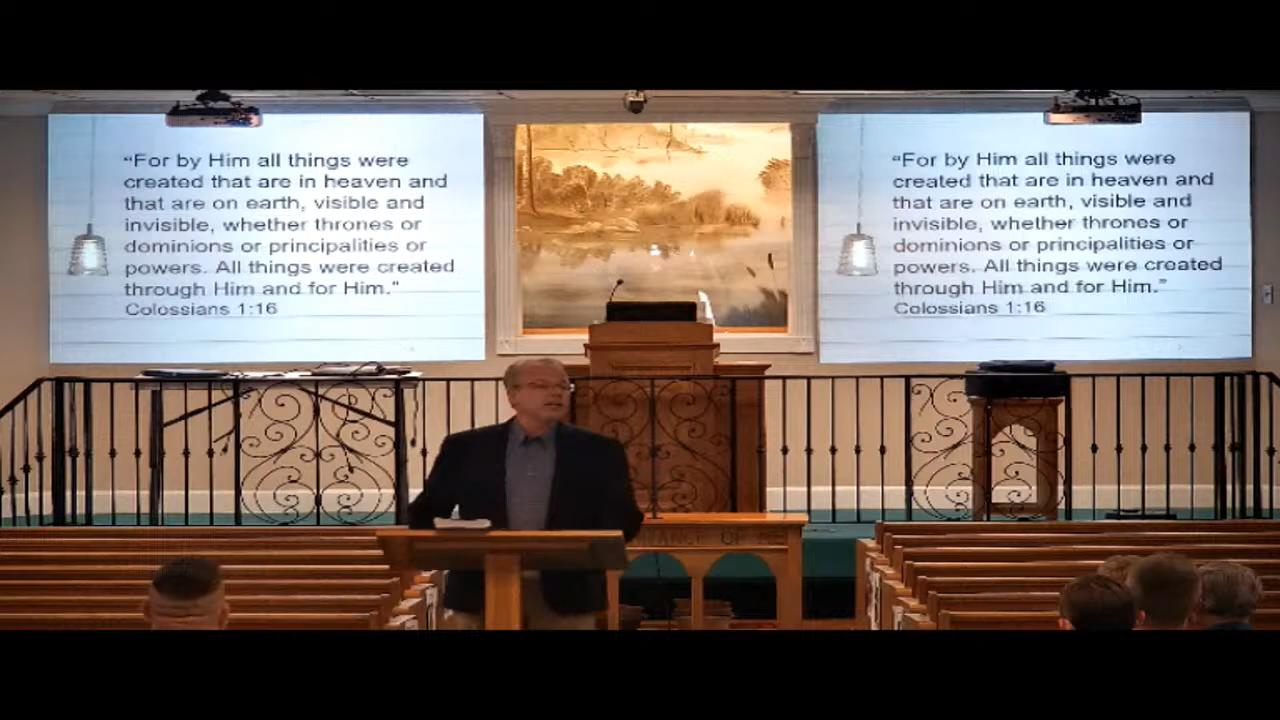 “For by Him all things were
created that are in heaven and
that are on earth, visible and
invisible, whether thrones or
dominions or principalities or
powers. All things were created
through Him and for Him.”
Colossians 1:16
“For by Him all things were
created that are in heaven and
that are on earth, visible and
invisible, whether thrones or
dominions or principalities or
powers. All things were created
through Him and for Him.”
Colossians 1:16
OF